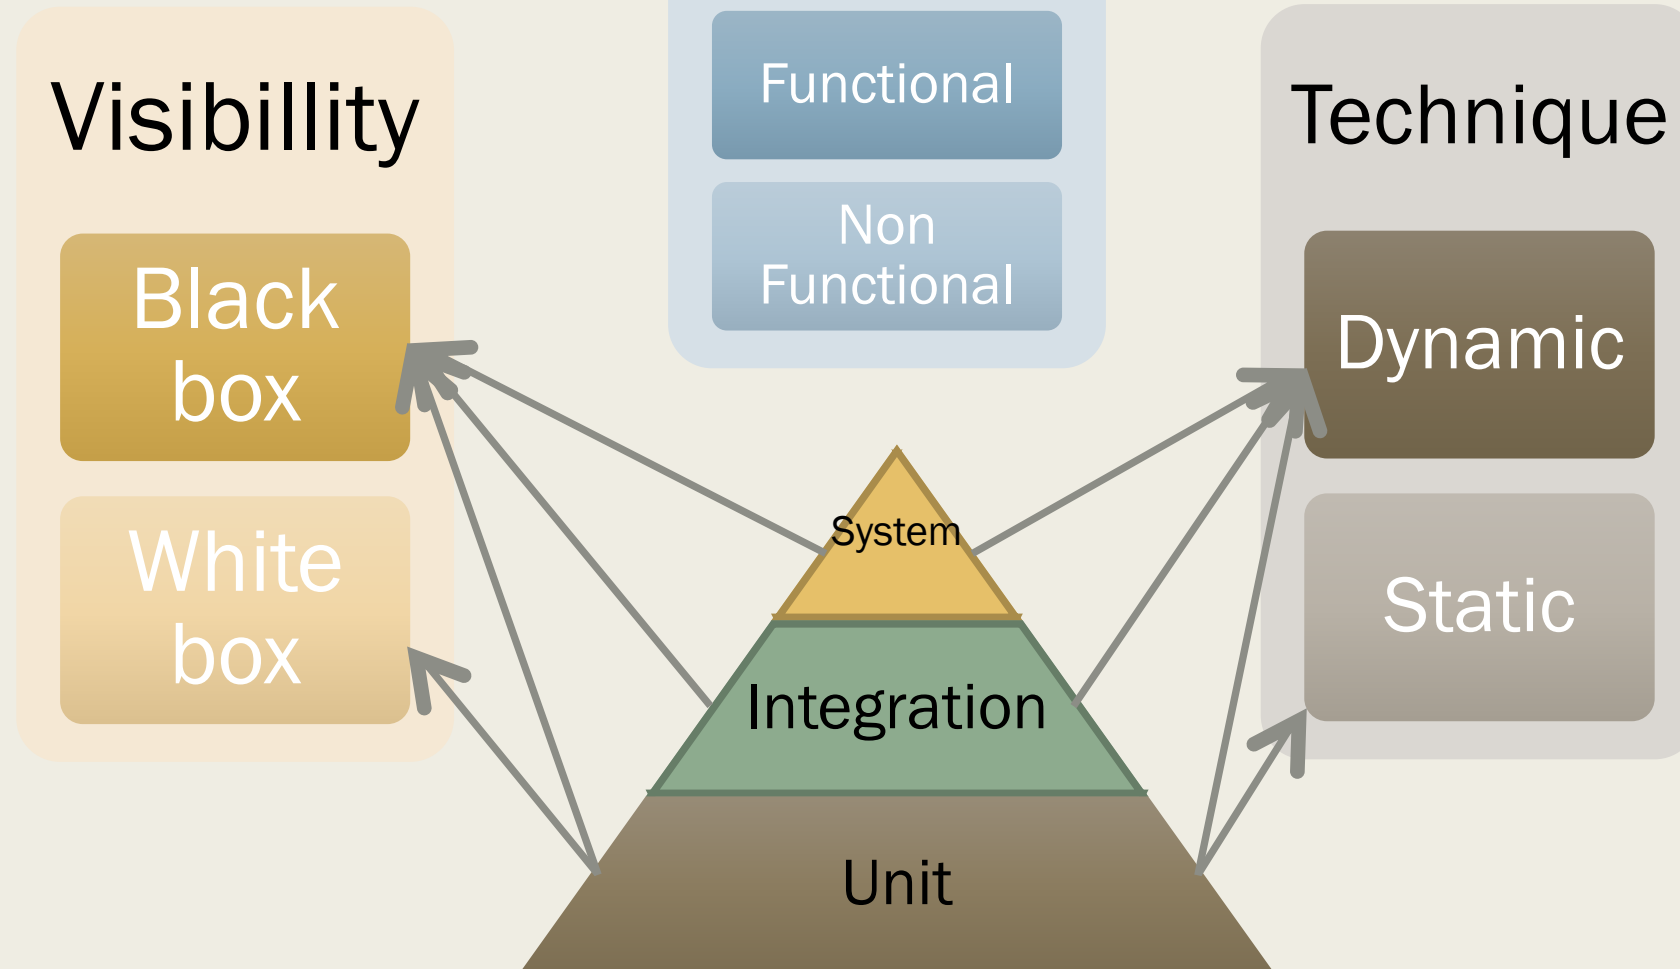 Visibillity
Black
box
White
box
Functional
Non
Functional
Technique
Dynamic
Static
System
Integration
Unit